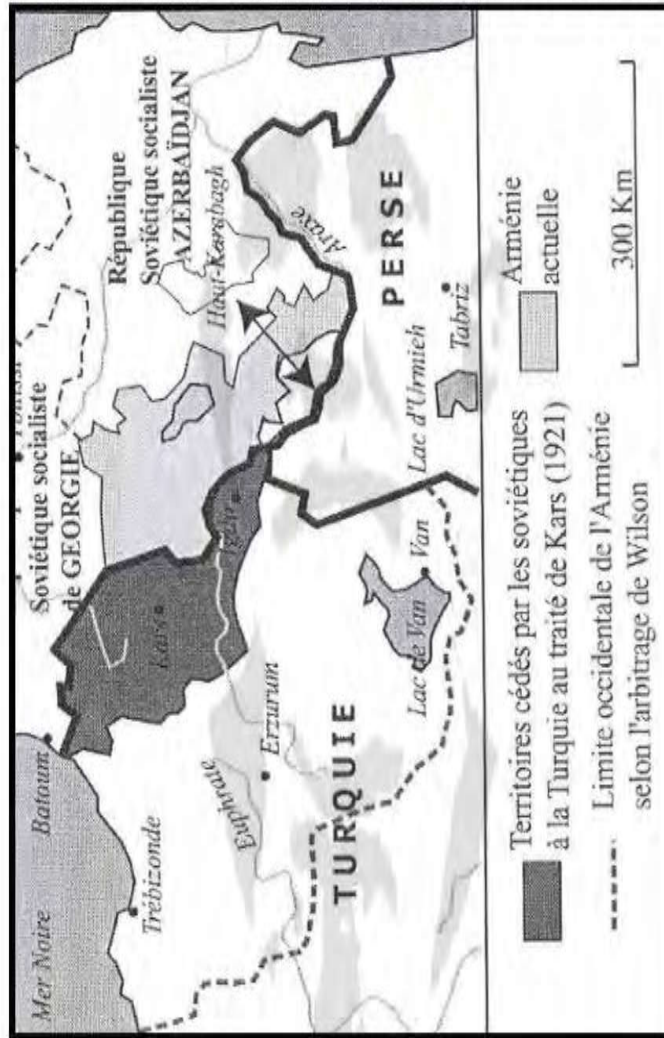 Mer Noire
Batoum
Trébizonde
Soviétique socialiste
de GEORGIE
République
Soviétique socialiste
AZERBAÏDJAN
Haut-Karabagh
Kars
Igdir
Araxe
Euphrate
Erzurum
TURQUIE
Lac de Van
Van
Lac d'Urmieh
Tabriz
PERSE
Territoires cédés par les soviétiques
à la Turquie au traité de Kars (1921)
Arménie
actuelle
Limite occidentale de l'Arménie
selon l'arbitrage de Wilson
300 Km